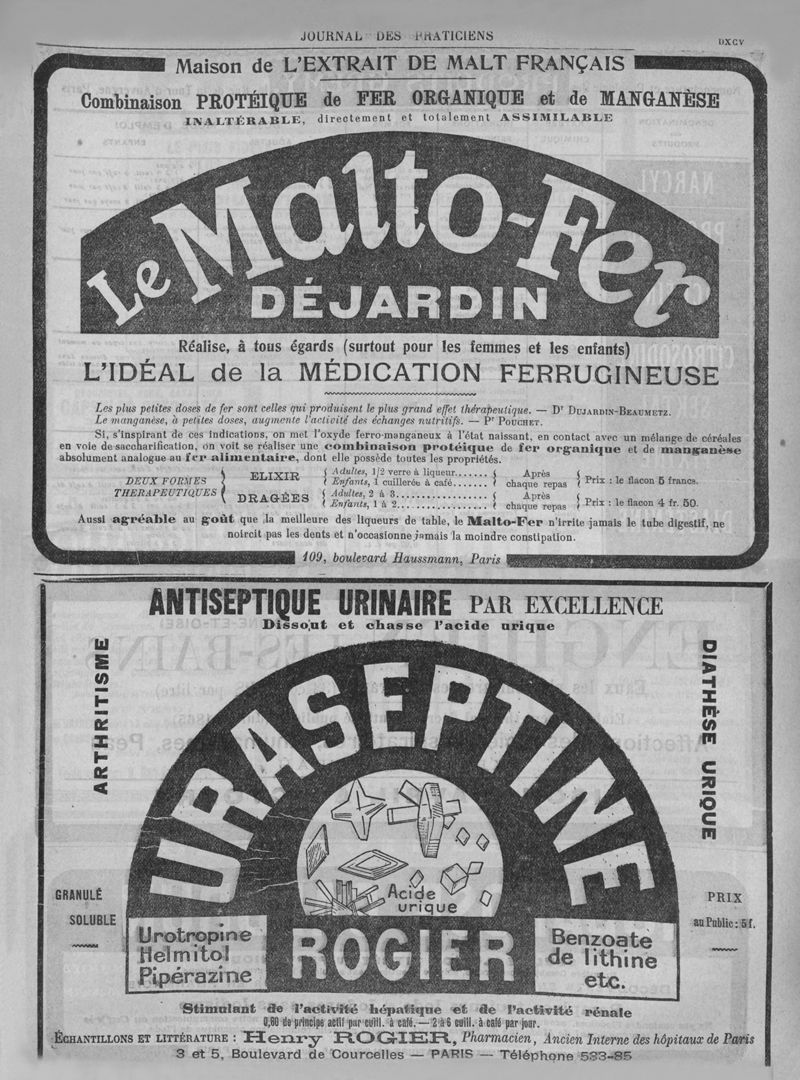 JOURNAL DES PRATICIENS
DXCV
Maison de L'EXTRAIT DE MALT FRANÇAIS
Combinaison PROTÉIQUE de FER ORGANIQUE et de MANGANÈSE
INALTÉRABLE, directement et totalement ASSIMILABLE
Le Malto-Fer
DÉJARDIN
Réalise, à tous égards (surtout pour les femmes et les enfants)
L'IDÉAL de la MÉDICATION FERRUGINEUSE
Les plus petites doses de fer sont celles qui produisent le plus grand effet thérapeutique. — Dr DUJARDIN-BEAUMETZ.
Le manganèse, à petites doses, augmente l'activité des échanges nutritifs. — Pr POUCHET.
Si, s'inspirant de ces indications, on met l'oxyde ferro-manganeux à l'état naissant, en contact avec un mélange de céréales
en voie de saccharification, on voit se réaliser une combinaison protéique de fer organique et de manganèse
absolument analogue au fer alimentaire, dont elle possède toutes les propriétés.
DEUX FORMES
THERAPEUTIQUES
ELIXIR
Adultes, 1/2 verre à liqueur.......
Enfants, 1 cuillerée à café.......
Après
chaque repas
Prix : le flacon 5 francs.
DRAGÉES
Adultes, 2 à 3..................
Enfants, 1 à 2..................
Après
chaque repas
Prix : le flacon 4 fr. 50.
Aussi agréable au goût que la meilleure des liqueurs de table, le Malto-Fer n'irrite jamais le tube digestif, ne
noircit pas les dents et n'occasionne jamais la moindre constipation.
109, boulevard Haussmann, Paris
ANTISEPTIQUE URINAIRE PAR EXCELLENCE
Dissout et chasse l'acide urique
ARTHRITISME
DIATHÈSE URIQUE
URASEPTINE
Acide
urique
GRANULÉ
SOLUBLE
PRIX
au Public : 5 f.
Urotropine
Helmitol
Pipérazine
ROGIER
Benzoate
de lithine
etc.
Stimulant de l'activité hépatique et de l'activité rénale
0,60 de principe actif par cuill. à café. — 2 à 6 cuill. à café par jour.
ÉCHANTILLONS ET LITTÉRATURE : Henry ROGIER, Pharmacien, Ancien Interne des hôpitaux de Paris
3 et 5, Boulevard de Courcelles — PARIS — Téléphone 533-85